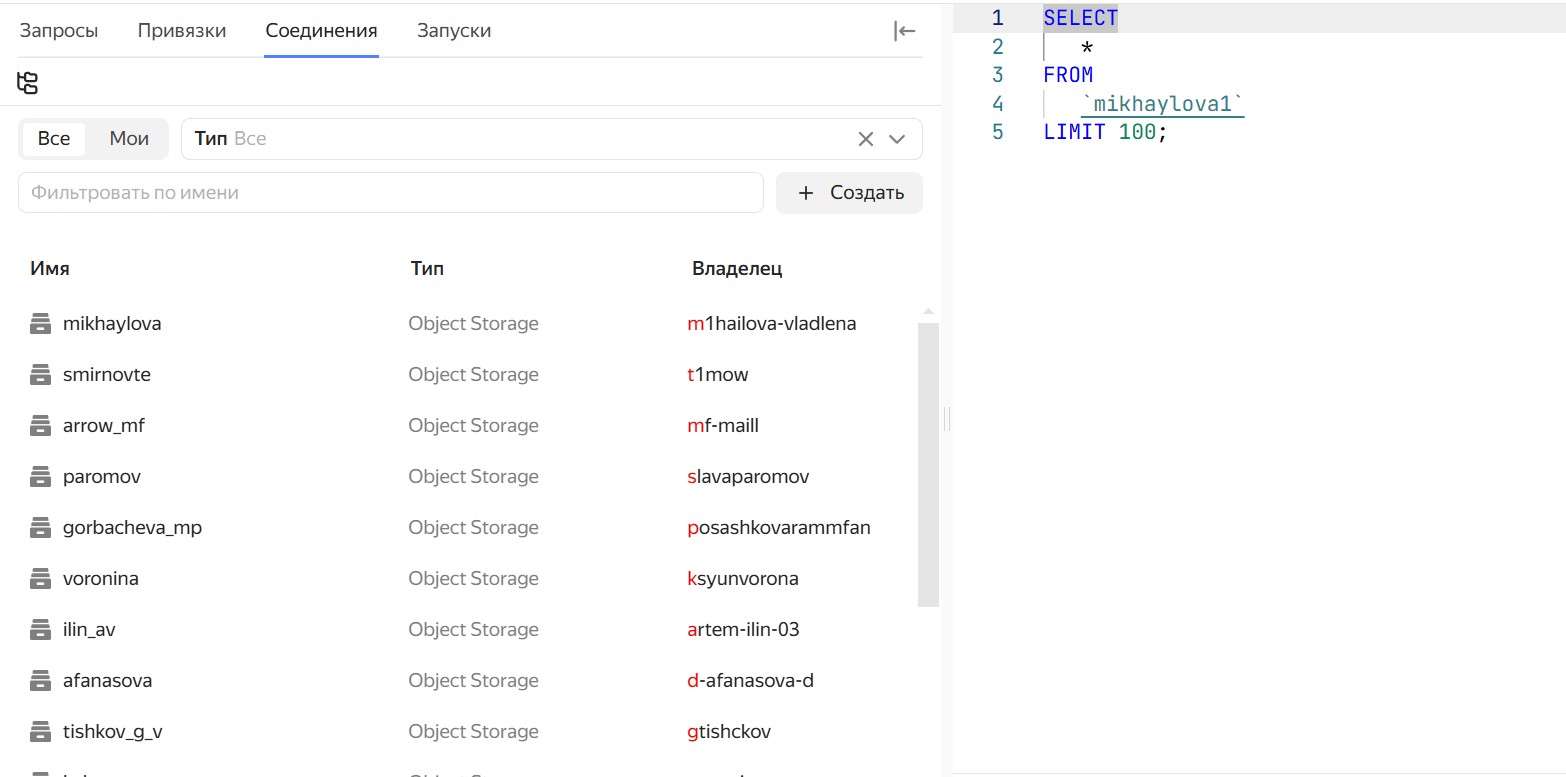 Запросы Привязки Соединения Запуски
Все Мои Тип Все
Фильтровать по имени + Создать
Имя Тип Владелец
mikhaylova Object Storage m1hailova-vladlena
smirnovte Object Storage t1mow
arrow_mf Object Storage mf-maill
paromov Object Storage slavaparomov
gorbacheva_mp Object Storage posashkovarammfan
voronina Object Storage ksyunvorona
ilin_av Object Storage artem-ilin-03
afanasova Object Storage d-afanasova-d
tishkov_g_v Object Storage gtishckov
1 SELECT
2 *
3 FROM
4 `mikhaylova1`
5 LIMIT 100;